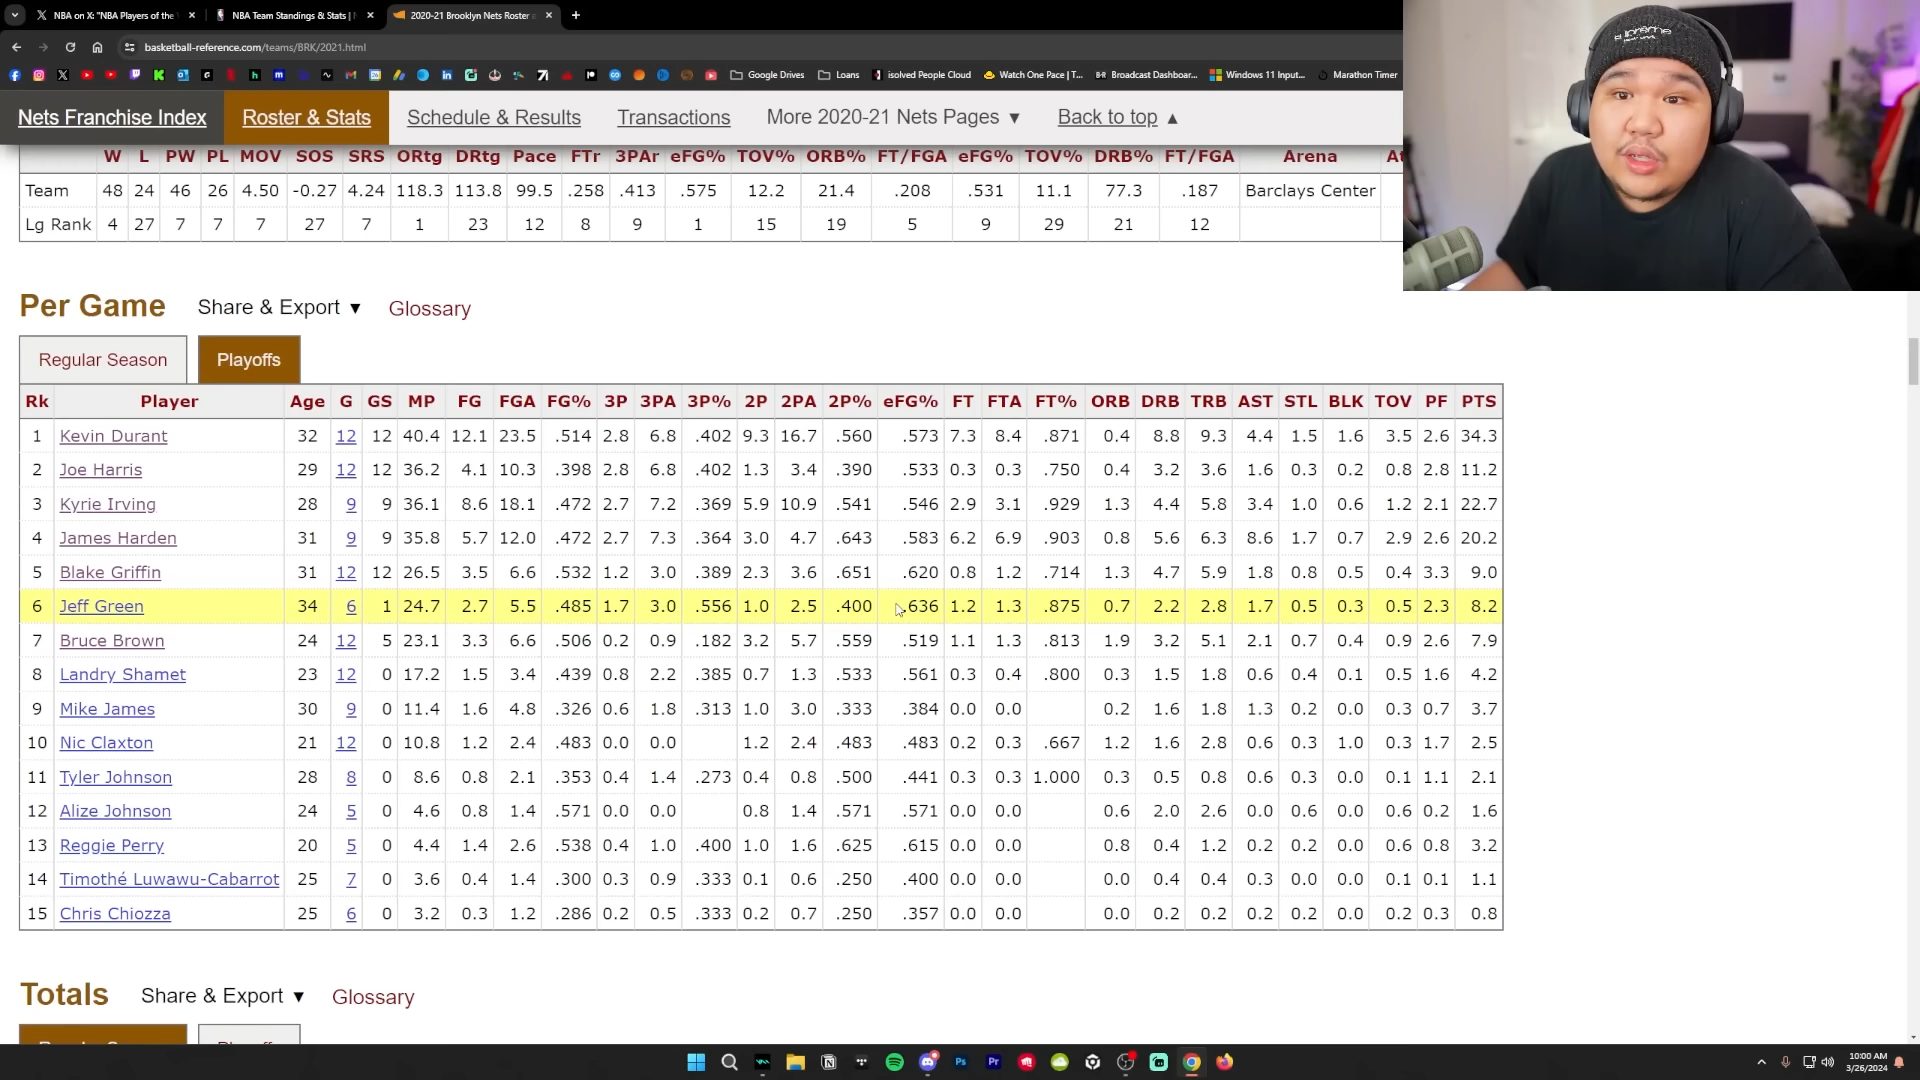 NBA on X: "NBA Players of the
NBA Team Standings & Stats |
2020-21 Brooklyn Nets Roster
basketball-reference.com/teams/BRK/2021.html
Google Drives Loans isolved People Cloud Watch One Pace | T... Broadcast Dashboar... Windows 11 Input... Marathon Timer
Nets Franchise Index Roster & Stats Schedule & Results Transactions More 2020-21 Nets Pages ▼ Back to top ▲
W L PW PL MOV SOS SRS ORtg DRtg Pace FTr 3PAr eFG% TOV% ORB% FT/FGA eFG% TOV% DRB% FT/FGA Arena
Team 48 24 46 26 4.50 -0.27 4.24 118.3 113.8 99.5 .258 .413 .575 12.2 21.4 .208 .531 11.1 77.3 .187 Barclays Center
Lg Rank 4 27 7 7 7 27 7 1 23 12 8 9 1 15 19 5 9 29 21 12
Per Game Share & Export ▼ Glossary
Regular Season Playoffs
Rk Player Age G GS MP FG FGA FG% 3P 3PA 3P% 2P 2PA 2P% eFG% FT FTA FT% ORB DRB TRB AST STL BLK TOV PF PTS
1 Kevin Durant 32 12 12 40.4 12.1 23.5 .514 2.8 6.8 .402 9.3 16.7 .560 .573 7.3 8.4 .871 0.4 8.8 9.3 4.4 1.5 1.6 3.5 2.6 34.3
2 Joe Harris 29 12 12 36.2 4.1 10.3 .398 2.8 6.8 .402 1.3 3.4 .390 .533 0.3 0.3 .750 0.4 3.2 3.6 1.6 0.3 0.2 0.8 2.8 11.2
3 Kyrie Irving 28 9 9 36.1 8.6 18.1 .472 2.7 7.2 .369 5.9 10.9 .541 .546 2.9 3.1 .929 1.3 4.4 5.8 3.4 1.0 0.6 1.2 2.1 22.7
4 James Harden 31 9 9 35.8 5.7 12.0 .472 2.7 7.3 .364 3.0 4.7 .643 .583 6.2 6.9 .903 0.8 5.6 6.3 8.6 1.7 0.7 2.9 2.6 20.2
5 Blake Griffin 31 12 12 26.5 3.5 6.6 .532 1.2 3.0 .389 2.3 3.6 .651 .620 0.8 1.2 .714 1.3 4.7 5.9 1.8 0.8 0.5 0.4 3.3 9.0
6 Jeff Green 34 6 1 24.7 2.7 5.5 .485 1.7 3.0 .556 1.0 2.5 .400 .636 1.2 1.3 .875 0.7 2.2 2.8 1.7 0.5 0.3 0.5 2.3 8.2
7 Bruce Brown 24 12 5 23.1 3.3 6.6 .506 0.2 0.9 .182 3.2 5.7 .559 .519 1.1 1.3 .813 1.9 3.2 5.1 2.1 0.7 0.4 0.9 2.6 7.9
8 Landry Shamet 23 12 0 17.2 1.5 3.4 .439 0.8 2.2 .385 0.7 1.3 .533 .561 0.3 0.4 .800 0.3 1.5 1.8 0.6 0.4 0.1 0.5 1.6 4.2
9 Mike James 30 9 0 11.4 1.6 4.8 .326 0.6 1.8 .313 1.0 3.0 .333 .384 0.0 0.0 0.2 1.6 1.8 1.3 0.2 0.0 0.3 0.7 3.7
10 Nic Claxton 21 12 0 10.8 1.2 2.4 .483 0.0 0.0 1.2 2.4 .483 .483 0.2 0.3 .667 1.2 1.6 2.8 0.6 0.3 1.0 0.3 1.7 2.5
11 Tyler Johnson 28 8 0 8.6 0.8 2.1 .353 0.4 1.4 .273 0.4 0.8 .500 .441 0.3 0.3 1.000 0.3 0.5 0.8 0.6 0.3 0.0 0.1 1.1 2.1
12 Alize Johnson 24 5 0 4.6 0.8 1.4 .571 0.0 0.0 0.8 1.4 .571 .571 0.0 0.0 0.6 2.0 2.6 0.0 0.6 0.0 0.6 0.2 1.6
13 Reggie Perry 20 5 0 4.4 1.4 2.6 .538 0.4 1.0 .400 1.0 1.6 .625 .615 0.0 0.0 0.8 0.4 1.2 0.2 0.2 0.0 0.6 0.8 3.2
14 Timothé Luwawu-Cabarrot 25 7 0 3.6 0.4 1.4 .300 0.3 0.9 .333 0.1 0.6 .250 .400 0.0 0.0 0.0 0.4 0.4 0.3 0.0 0.0 0.1 0.1 1.1
15 Chris Chiozza 25 6 0 3.2 0.3 1.2 .286 0.2 0.5 .333 0.2 0.7 .250 .357 0.0 0.0 0.0 0.2 0.2 0.2 0.2 0.0 0.2 0.3 0.8
Totals Share & Export ▼ Glossary
10:00 AM
3/26/2024